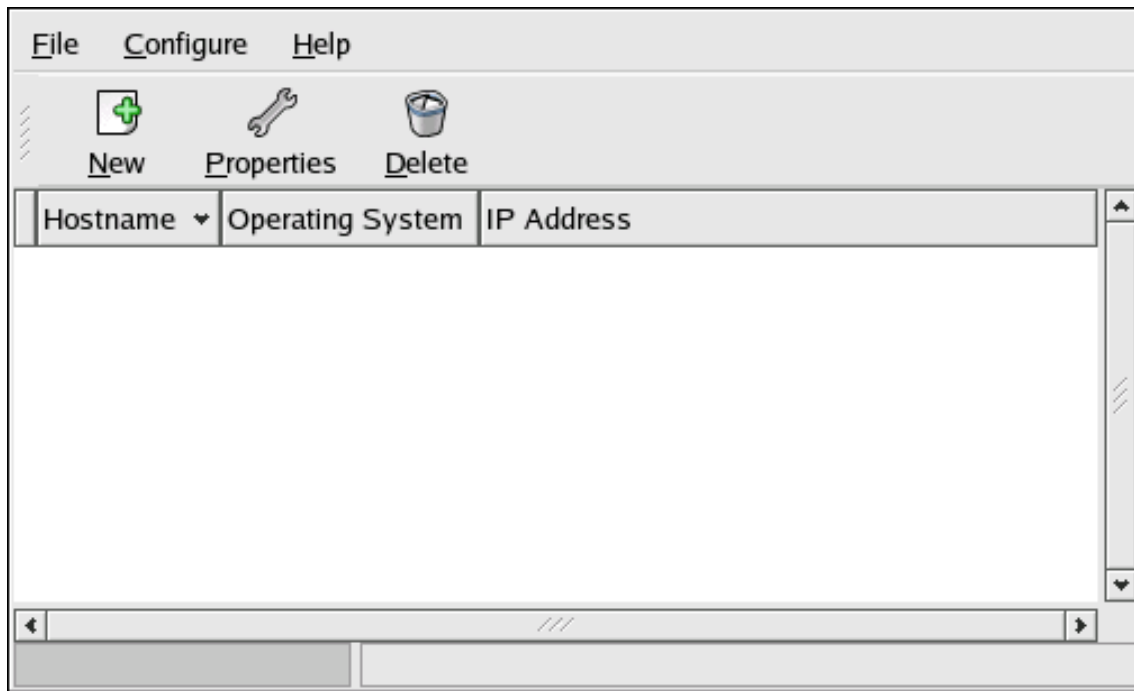 File Configure Help
New Properties Delete
Hostname Operating System IP Address